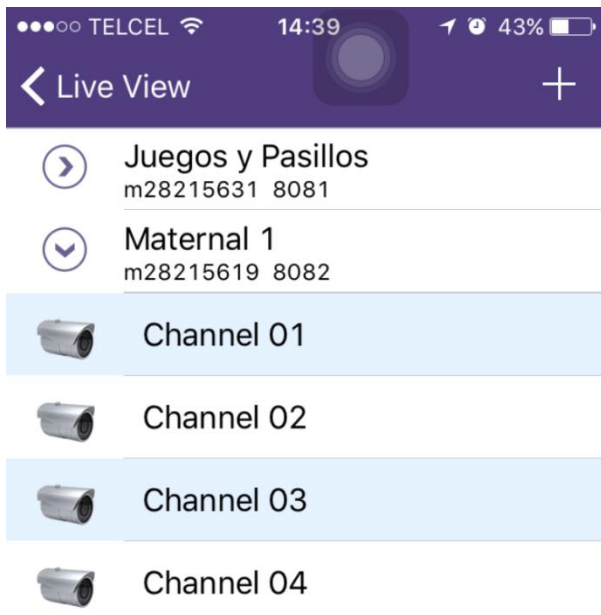 TELCEL 14:39 43%
Live View
Juegos y Pasillos
m28215631 8081
Maternal 1
m28215619 8082
Channel 01
Channel 02
Channel 03
Channel 04